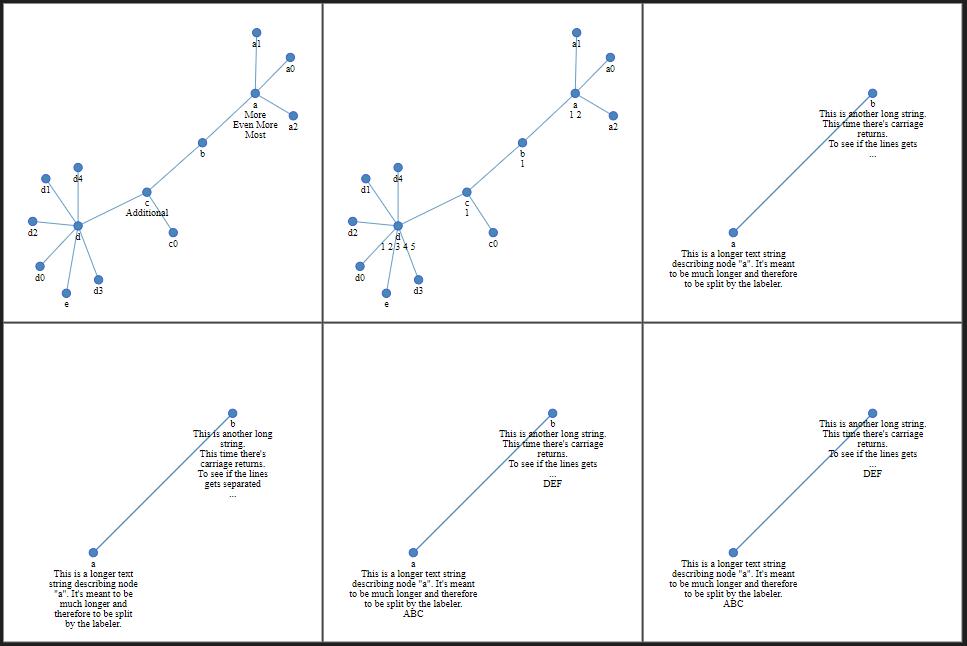 a1
a0
a
More
Even More
Most
a2
b
d4
d1
c
Additional
d2
d
c0
d0
d3
e
a1
a0
a
1 2
a2
b
1
d4
d1
c
1
d2
d
1 2 3 4 5
c0
d0
d3
e
b
This is another long string.
This time there's carriage
returns.
To see if the lines gets
...
a
This is a longer text string
describing node "a". It's meant
to be much longer and therefore
to be split by the labeler.
b
This is another long
string.
This time there's
carriage returns.
To see if the lines
gets separated
...
a
This is a longer text
string describing node
"a". It's meant to be
much longer and
therefore to be split
by the labeler.
b
This is another long string.
This time there's carriage
returns.
To see if the lines gets
...
DEF
a
This is a longer text string
describing node "a". It's meant
to be much longer and therefore
to be split by the labeler.
ABC
b
This is another long string.
This time there's carriage
returns.
To see if the lines gets
...
DEF
a
This is a longer text string
describing node "a". It's meant
to be much longer and therefore
to be split by the labeler.
ABC